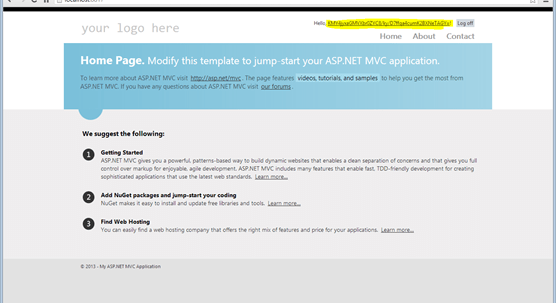 localhost:
your logo here
Hello, Log off
Home About Contact
Home Page. Modify this template to jump-start your ASP.NET MVC application.
To learn more about ASP.NET MVC visit http://asp.net/mvc . The page features videos, tutorials, and samples to help you get the most from
ASP.NET MVC. If you have any questions about ASP.NET MVC visit our forums .
We suggest the following:
1 Getting Started
ASP.NET MVC gives you a powerful, patterns-based way to build dynamic websites that enables a clean separation of concerns and that gives you full
control over markup for enjoyable, agile development. ASP.NET MVC includes many features that enable fast, TDD-friendly development for creating
sophisticated applications that use the latest web standards. Learn more...
2 Add NuGet packages and jump-start your coding
NuGet makes it easy to install and update free libraries and tools. Learn more...
3 Find Web Hosting
You can easily find a web hosting company that offers the right mix of features and price for your applications. Learn more...
© 2013 - My ASP.NET MVC Application